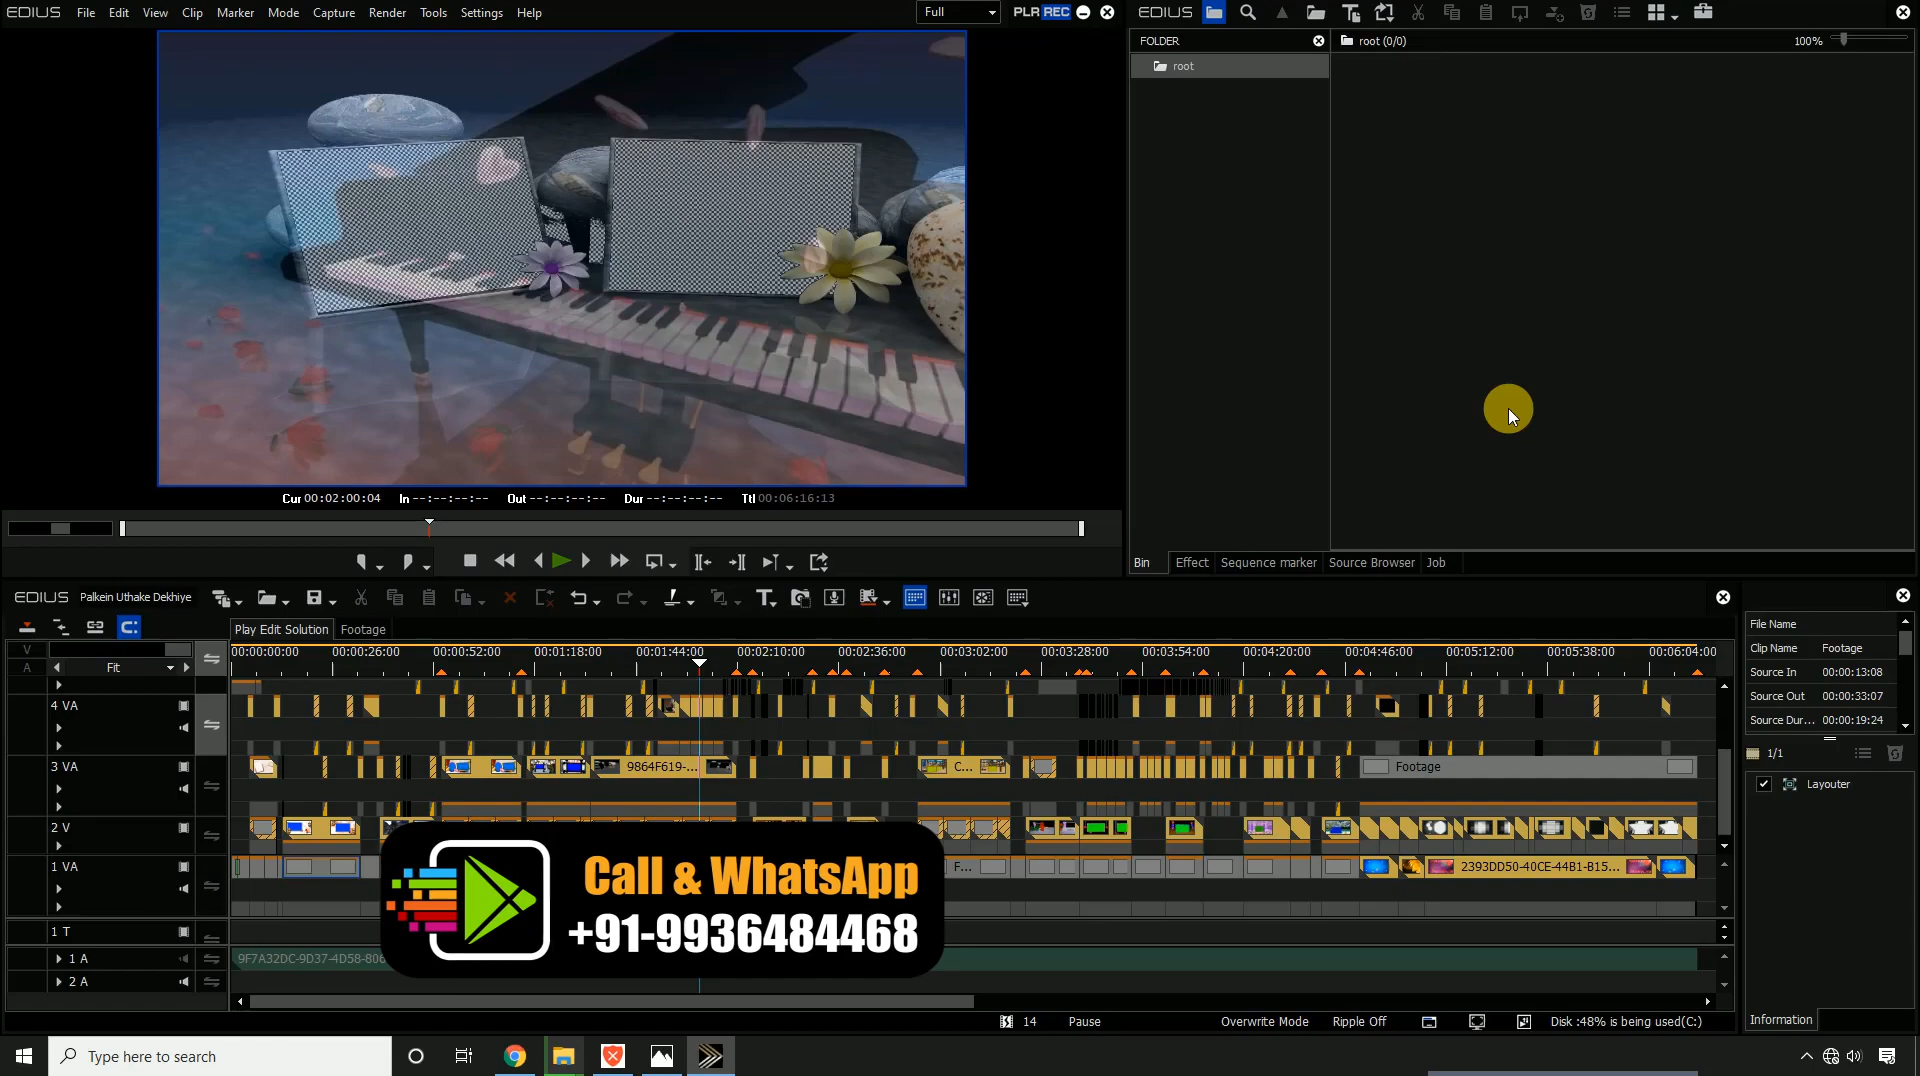 EDIUS File Edit View Clip Marker Mode Capture Render Tools Settings Help
Full
PLR REC
EDIUS
FOLDER
root (0/0)
100%
root
Cur 00:02:00:04 In --:--:--:-- Out --:--:--:-- Dur --:--:--:-- Ttl 00:06:16:13
Bin Effect Sequence marker Source Browser Job
EDIUS Palkein Uthake Dekhiye
Play Edit Solution Footage
V
A
Fit
00:00:00:00 00:00:26:00 00:00:52:00 00:01:18:00 00:01:44:00 00:02:10:00 00:02:36:00 00:03:02:00 00:03:28:00 00:03:54:00 00:04:20:00 00:04:46:00 00:05:12:00 00:05:38:00 00:06:04:00
4 VA
3 VA
9864F619-...
C...
Footage
2 V
1 VA
F...
2393DD50-40CE-44B1-B15...
1 T
1 A
9F7A32DC-9D37-4D58-806
2 A
Call & WhatsApp
+91-9936484468
File Name
Clip Name Footage
Source In 00:00:13:08
Source Out 00:00:33:07
Source Dur... 00:00:19:24
1/1
Layouter
Information
14 Pause
Overwrite Mode Ripple Off
Disk :48% is being used(C:)
Type here to search